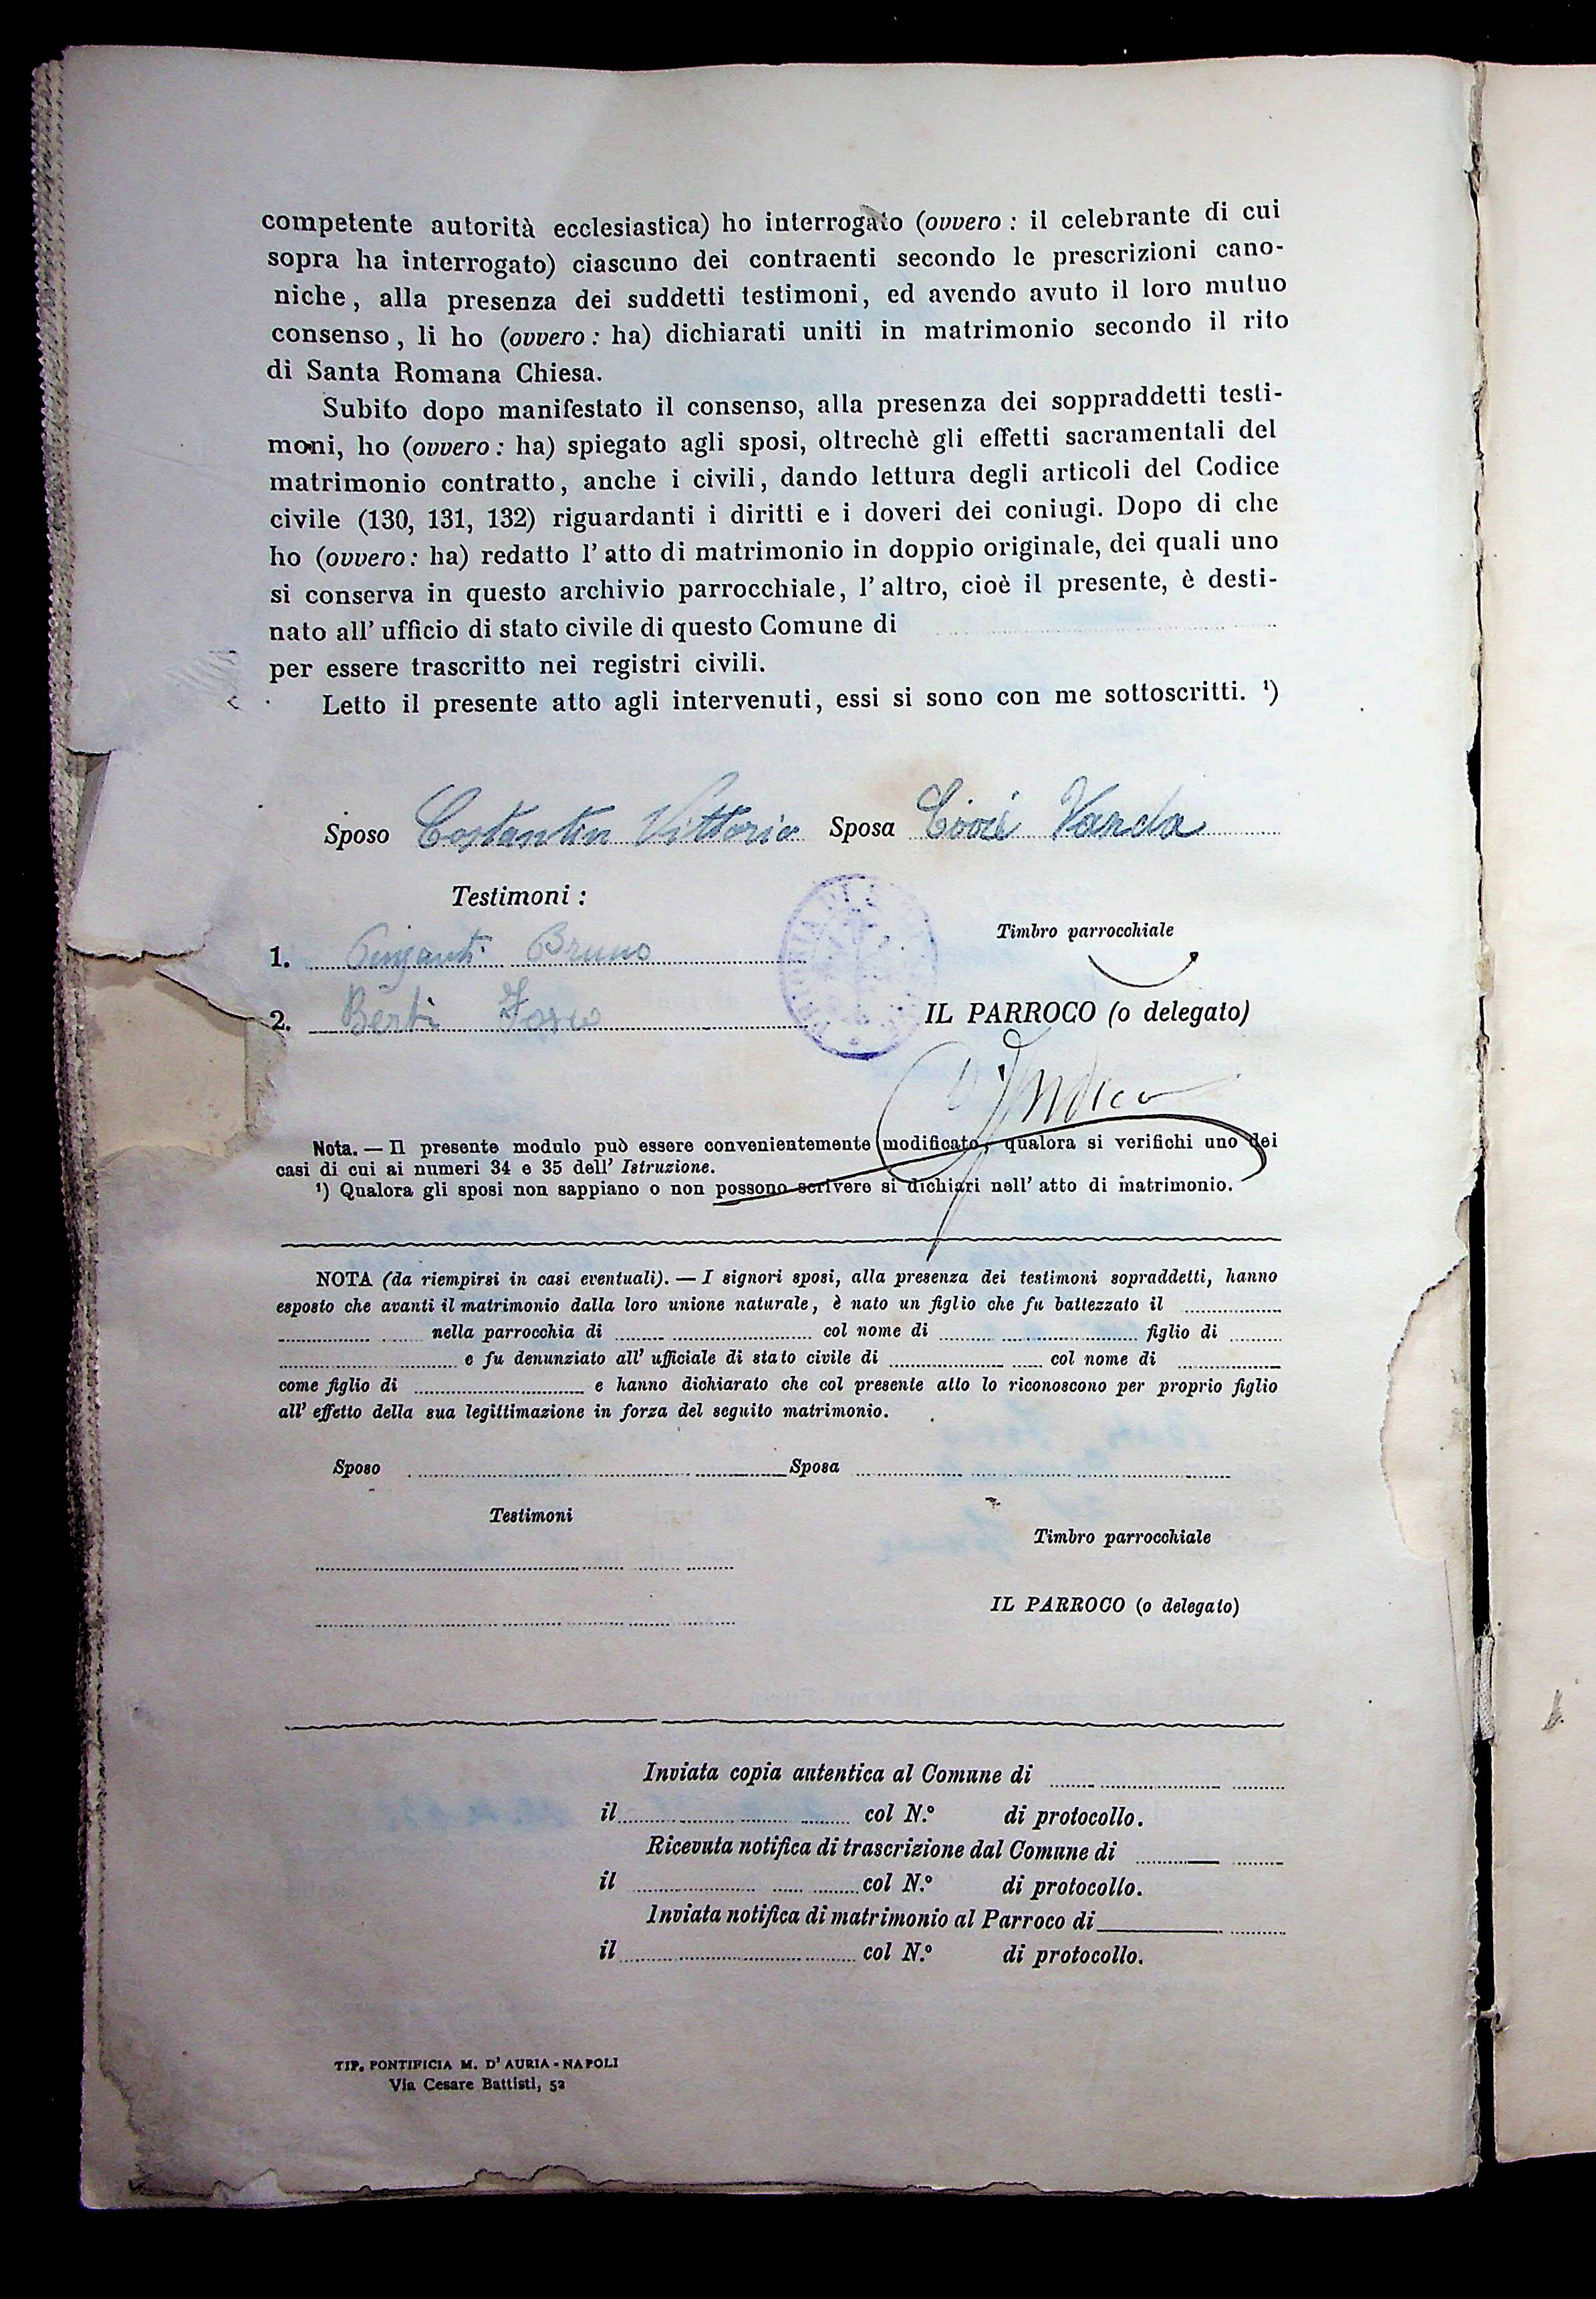 competente autorità ecclesiastica) ho interrogato (ovvero : il celebrante di cui
sopra ha interrogato) ciascuno dei contraenti secondo le prescrizioni cano-
niche, alla presenza dei suddetti testimoni, ed avendo avuto il loro mutuo
consenso, li ho (ovvero : ha) dichiarati uniti in matrimonio secondo il rito
di Santa Romana Chiesa.
Subito dopo manifestato il consenso, alla presenza dei soppraddetti testi-
moni, ho (ovvero : ha) spiegato agli sposi, oltrechè gli effetti sacramentali del
matrimonio contratto, anche i civili, dando lettura degli articoli del Codice
civile (130, 131, 132) riguardanti i diritti e i doveri dei coniugi. Dopo di che
ho (ovvero : ha) redatto l' atto di matrimonio in doppio originale, dei quali uno
si conserva in questo archivio parrocchiale, l' altro, cioè il presente, è desti-
nato all' ufficio di stato civile di questo Comune di
per essere trascritto nei registri civili.
Letto il presente atto agli intervenuti, essi si sono con me sottoscritti. ¹)
Sposo Costantin Vittorio Sposa Vanda
Testimoni :
Timbro parrocchiale
1. Bruno
2. Berti
IL PARROCO (o delegato)
Nota. — Il presente modulo può essere convenientemente modificato, qualora si verifichi uno dei
casi di cui ai numeri 34 e 35 dell' Istruzione.
¹) Qualora gli sposi non sappiano o non possono scrivere si dichiari nell' atto di matrimonio.
NOTA (da riempirsi in casi eventuali). — I signori sposi, alla presenza dei testimoni sopraddetti, hanno
esposto che avanti il matrimonio dalla loro unione naturale, è nato un figlio che fu battezzato il
nella parrocchia di col nome di figlio di
e fu denunziato all' ufficiale di stato civile di col nome di
come figlio di e hanno dichiarato che col presente atto lo riconoscono per proprio figlio
all' effetto della sua legittimazione in forza del seguito matrimonio.
Sposo Sposa
Testimoni
Timbro parrocchiale
IL PARROCO (o delegato)
Inviata copia autentica al Comune di
il col N.º di protocollo.
Ricevuta notifica di trascrizione dal Comune di
il col N.º di protocollo.
Inviata notifica di matrimonio al Parroco di
il col N.º di protocollo.
TIP. PONTIFICIA M. D' AURIA - NAPOLI
Via Cesare Battisti, 52